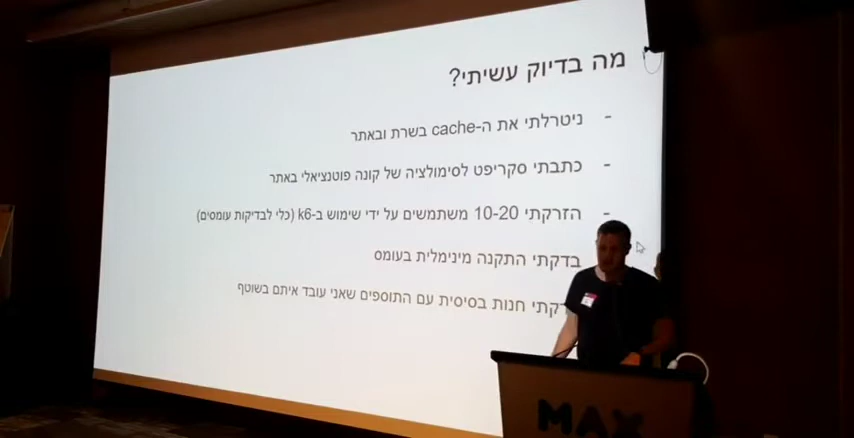 מה בדיוק עשיתי?
- ניטרלתי את ה-cache בשרת ובאתר
- כתבתי סקריפט לסימולציה של קונה פוטנציאלי באתר
- הזרקתי 10-20 משתמשים על ידי שימוש ב-k6 (כלי לבדיקות עומסים)
בדקתי התקנה מינימלית בעומס
חנות בסיסית עם התוספים שאני עובד איתם בשוטף
MAX